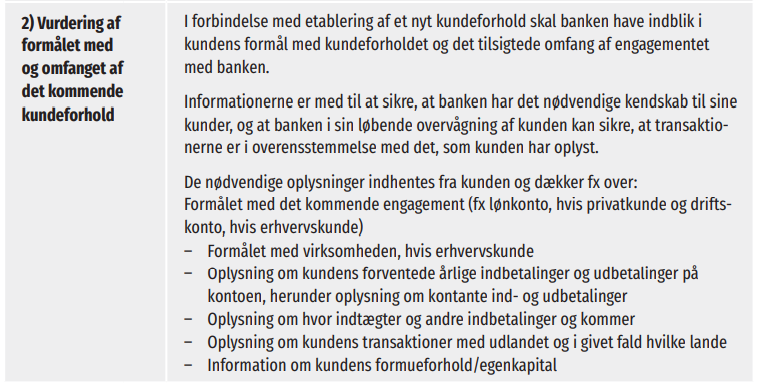 2) Vurdering af
formålet med
og omfanget af
det kommende
kundeforhold
I forbindelse med etablering af et nyt kundeforhold skal banken have indblik i
kundens formål med kundeforholdet og det tilsigtede omfang af engagementet
med banken.
Informationerne er med til at sikre, at banken har det nødvendige kendskab til sine
kunder, og at banken i sin løbende overvågning af kunden kan sikre, at transaktio-
nerne er i overensstemmelse med det, som kunden har oplyst.
De nødvendige oplysninger indhentes fra kunden og dækker fx over:
Formålet med det kommende engagement (fx lønkonto, hvis privatkunde og drifts-
konto, hvis erhvervskunde)
– Formålet med virksomheden, hvis erhvervskunde
– Oplysning om kundens forventede årlige indbetalinger og udbetalinger på
kontoen, herunder oplysning om kontante ind- og udbetalinger
– Oplysning om hvor indtægter og andre indbetalinger og kommer
– Oplysning om kundens transaktioner med udlandet og i givet fald hvilke lande
– Information om kundens formueforhold/egenkapital